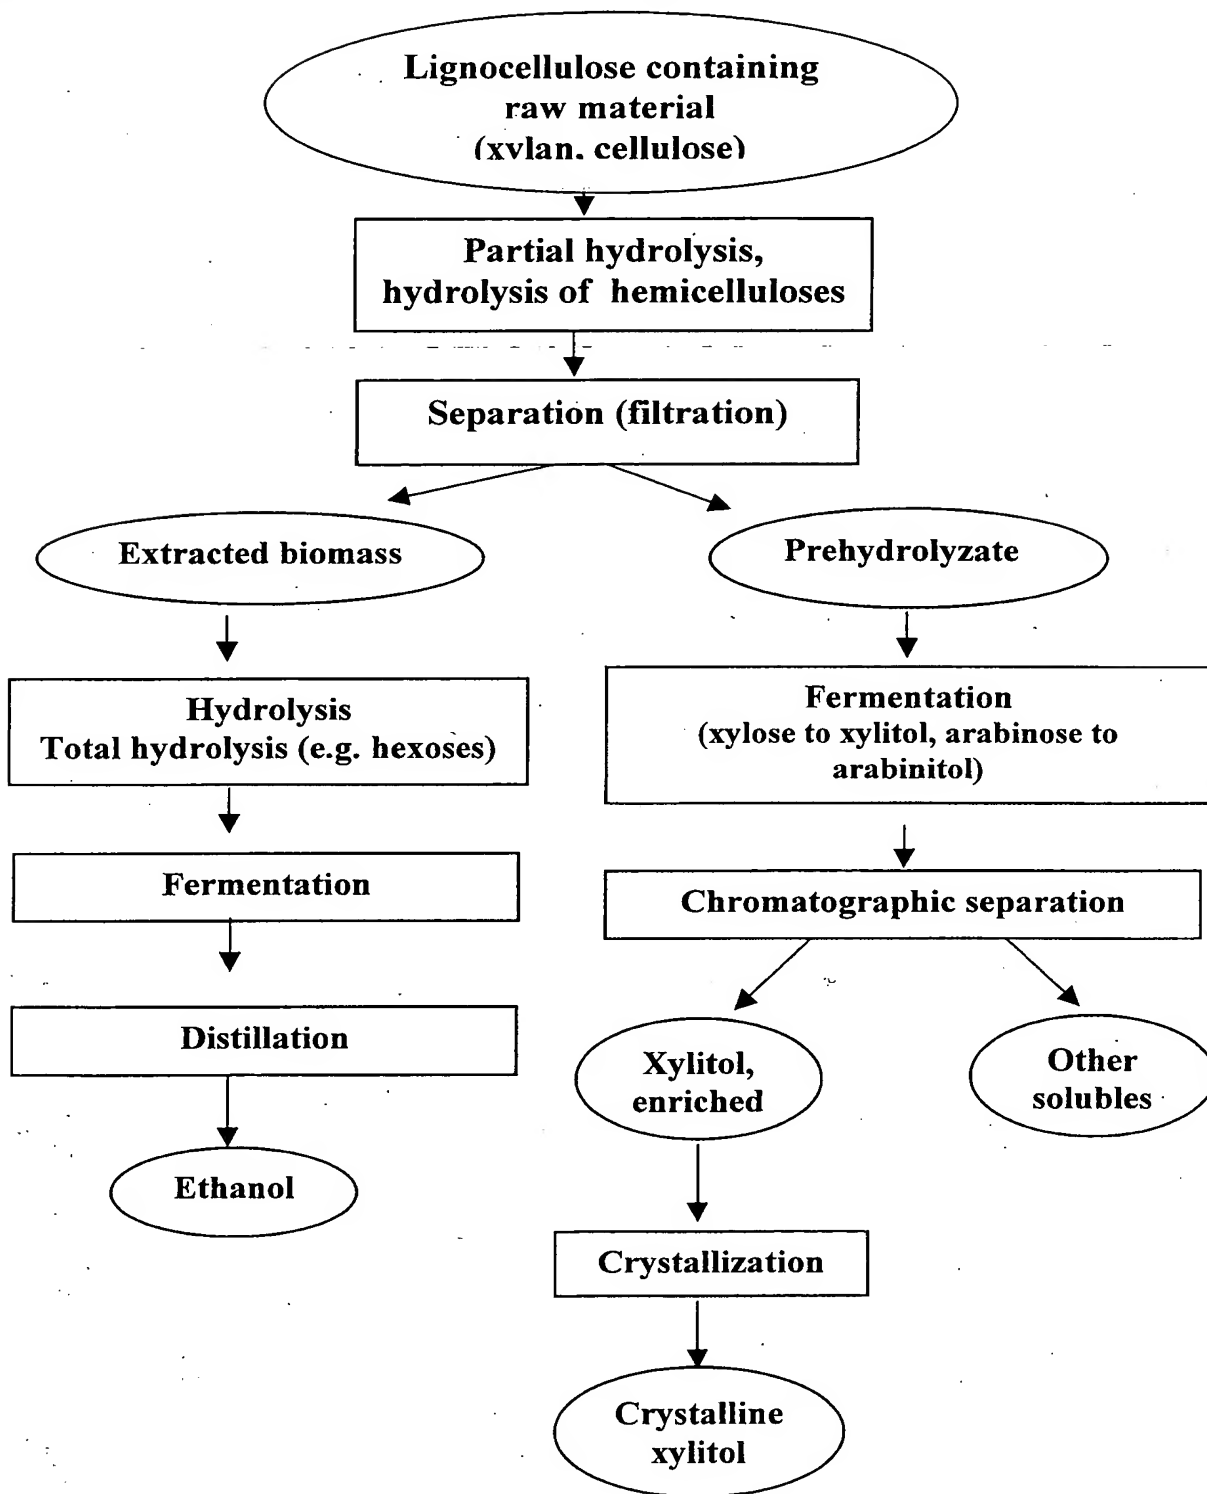 Lignocellulose containing
raw material
(xylan, cellulose)
Partial hydrolysis,
hydrolysis of hemicelluloses
Separation (filtration)
Extracted biomass
Prehydrolyzate
Hydrolysis
Total hydrolysis (e.g. hexoses)
Fermentation
(xylose to xylitol, arabinose to
arabinitol)
Fermentation
Chromatographic separation
Distillation
Xylitol,
enriched
Other
solubles
Ethanol
Crystallization
Crystalline
xylitol